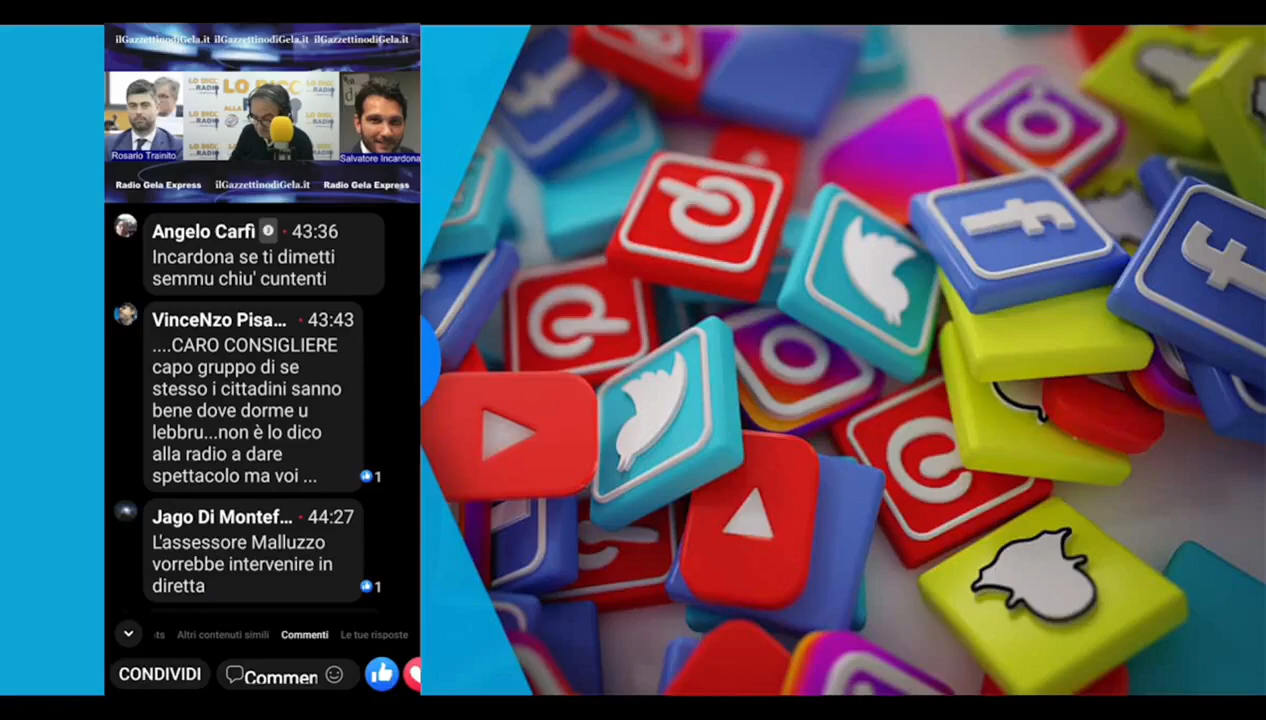 ilGazzettinodiGela.it ilGazzettinodiGela.it ilGazzettinodiGela.it
Rosario Trainito
Salvatore Incardona
Radio Gela Express ilGazzettinodiGela.it Radio Gela Express
Angelo Carfi · 43:36
Incardona se ti dimetti
semmu chiu' cuntenti
VinceNzo Pisa... · 43:43
....CARO CONSIGLIERE
capo gruppo di se
stesso i cittadini sanno
bene dove dorme u
lebbru...non è lo dico
alla radio a dare
spettacolo ma voi ...
1
Jago Di Montef... · 44:27
L'assessore Malluzzo
vorrebbe intervenire in
diretta
1
ts Altri contenuti simili Commenti Le tue risposte
CONDIVIDI Commen